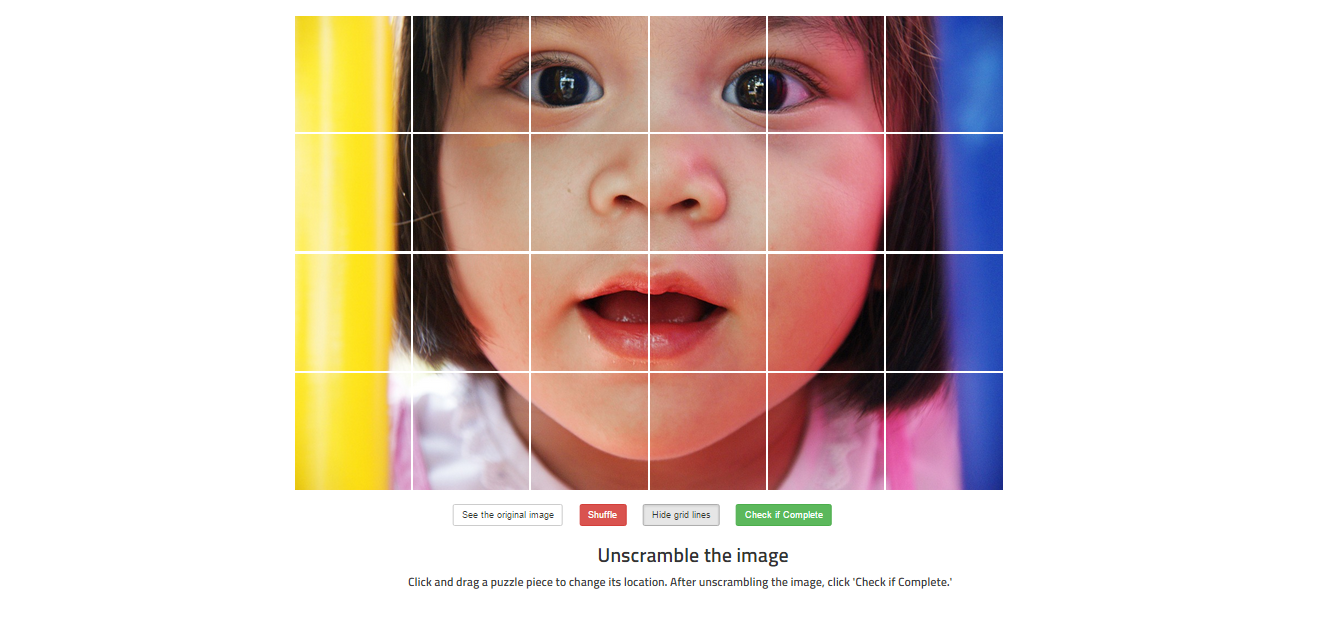 See the original image
Shuffle
Hide grid lines
Check if Complete
Unscramble the image
Click and drag a puzzle piece to change its location. After unscrambling the image, click 'Check if Complete.'